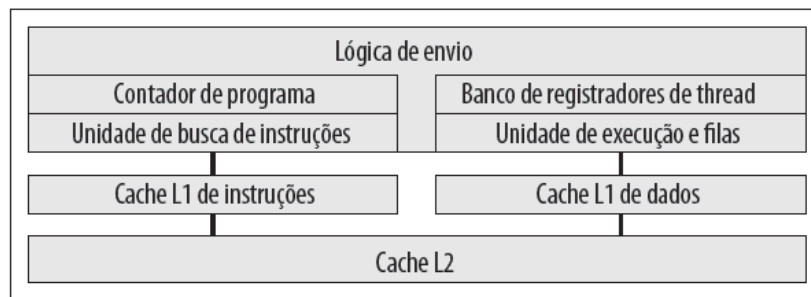 Lógica de envio
Contador de programa
Banco de registradores de thread
Unidade de busca de instruções
Unidade de execução e filas
Cache L1 de instruções
Cache L1 de dados
Cache L2